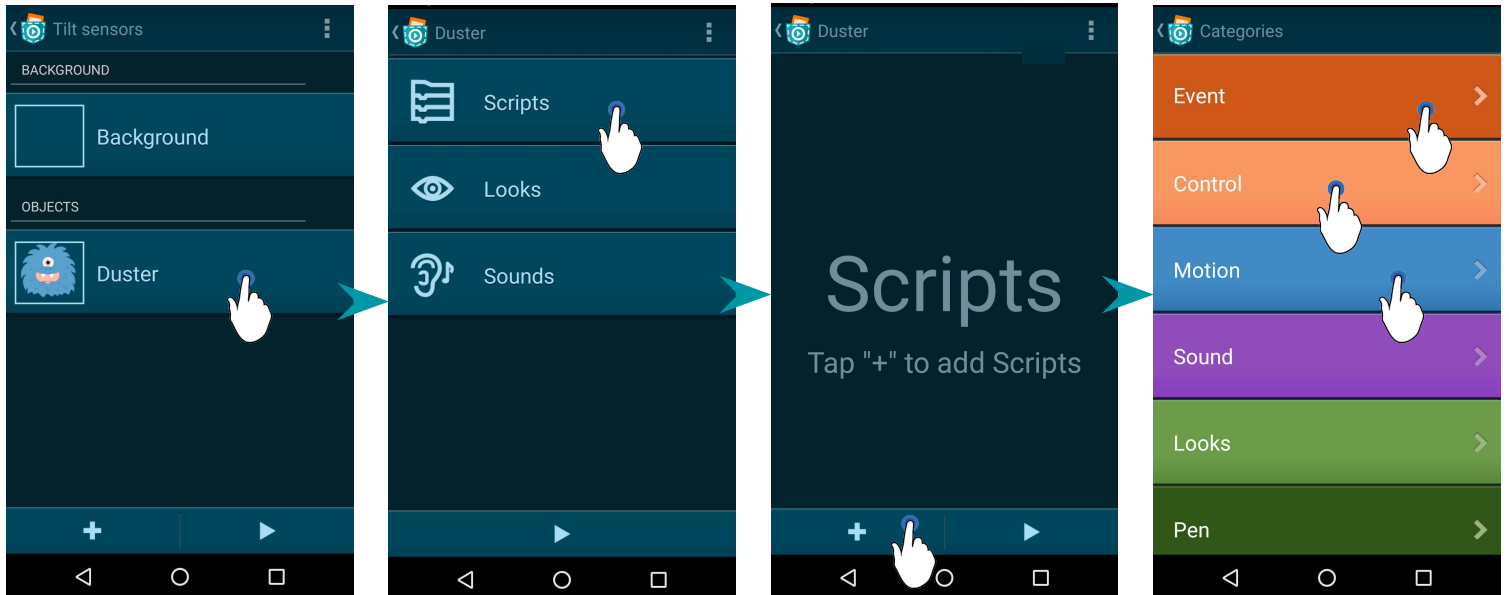 Tilt sensors
BACKGROUND
Background
OBJECTS
Duster
Duster
Scripts
Looks
Sounds
Duster
Scripts
Tap "+" to add Scripts
Categories
Event
Control
Motion
Sound
Looks
Pen